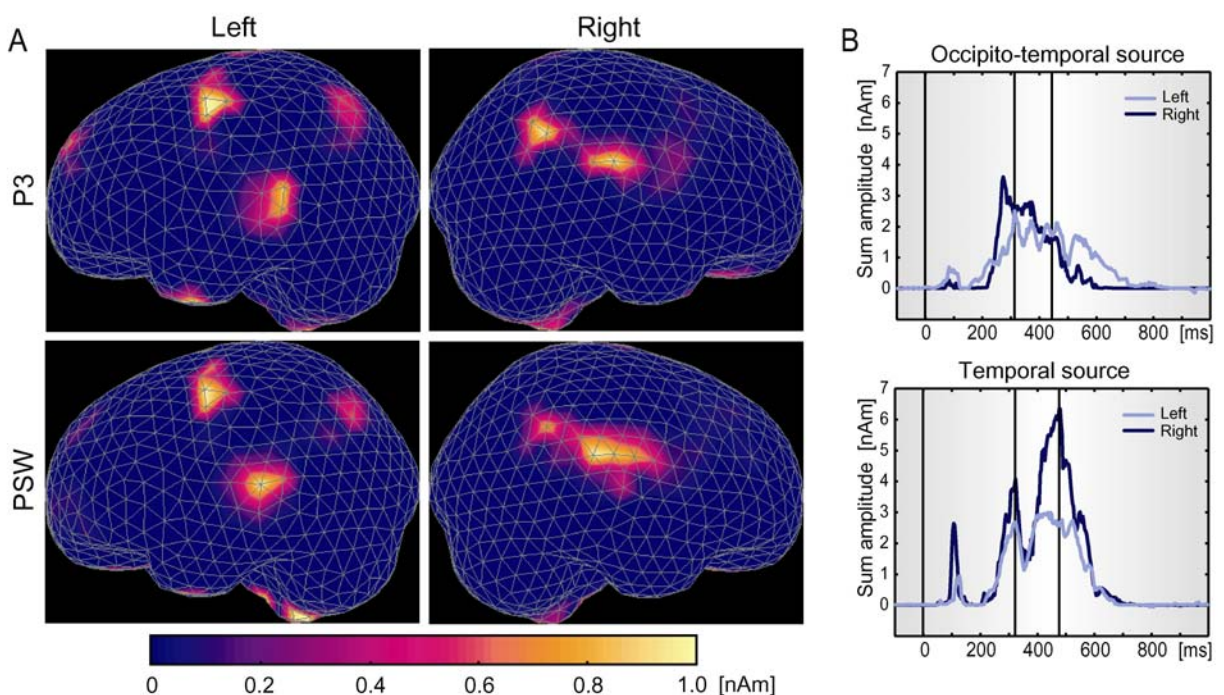 A
Left
Right
P3
PSW
0 0.2 0.4 0.6 0.8 1.0 [nAm]
B
Occipito-temporal source
Sum amplitude [nAm]
7
6
5
4
3
2
1
0
Left
Right
0 200 400 600 800 [ms]
Temporal source
Sum amplitude [nAm]
7
6
5
4
3
2
1
0
Left
Right
0 200 400 600 800 [ms]